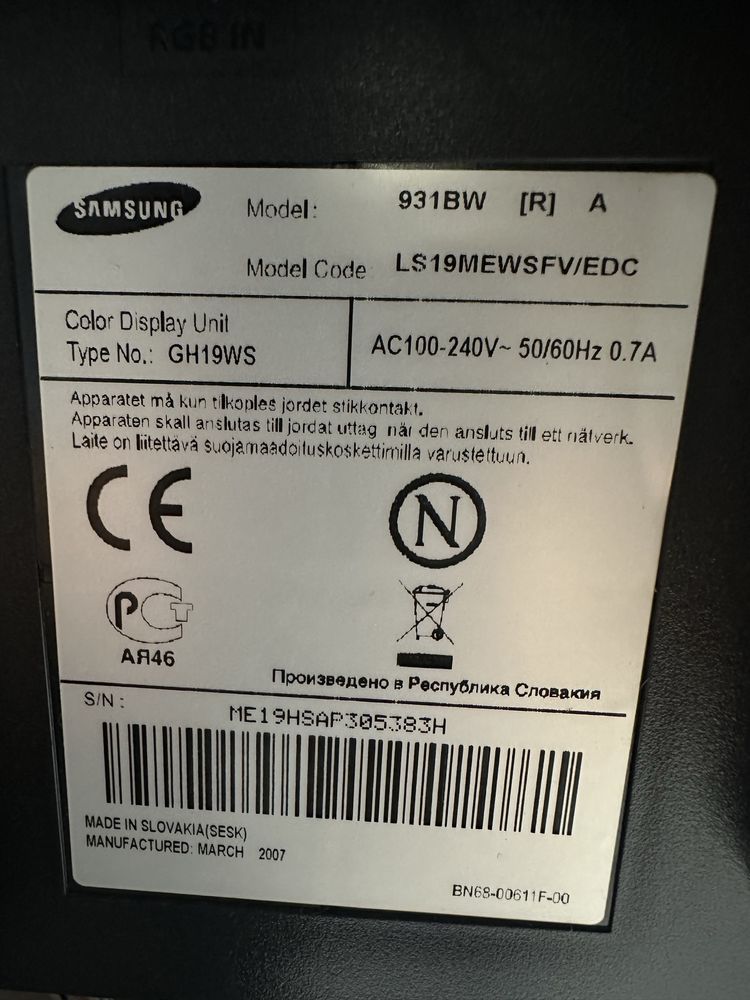 RGB IN
SAMSUNG
Model: 931BW [R] A
Model Code LS19MEWSFV/EDC
Color Display Unit
Type No.: GH19WS
AC100-240V~ 50/60Hz 0.7A
Apparatet må kun tilkoples jordet stikkontakt.
Apparaten skall anslutas till jordat uttag när den ansluts till ett nätverk.
Laite on liitettävä suojamaadoituskoskettimilla varustettuun.
CE
N
РСТ
АЯ46
Произведено в Республика Словакия
S/N :
ME19HSAP305383H
MADE IN SLOVAKIA(SESK)
MANUFACTURED: MARCH 2007
BN68-00611F-00